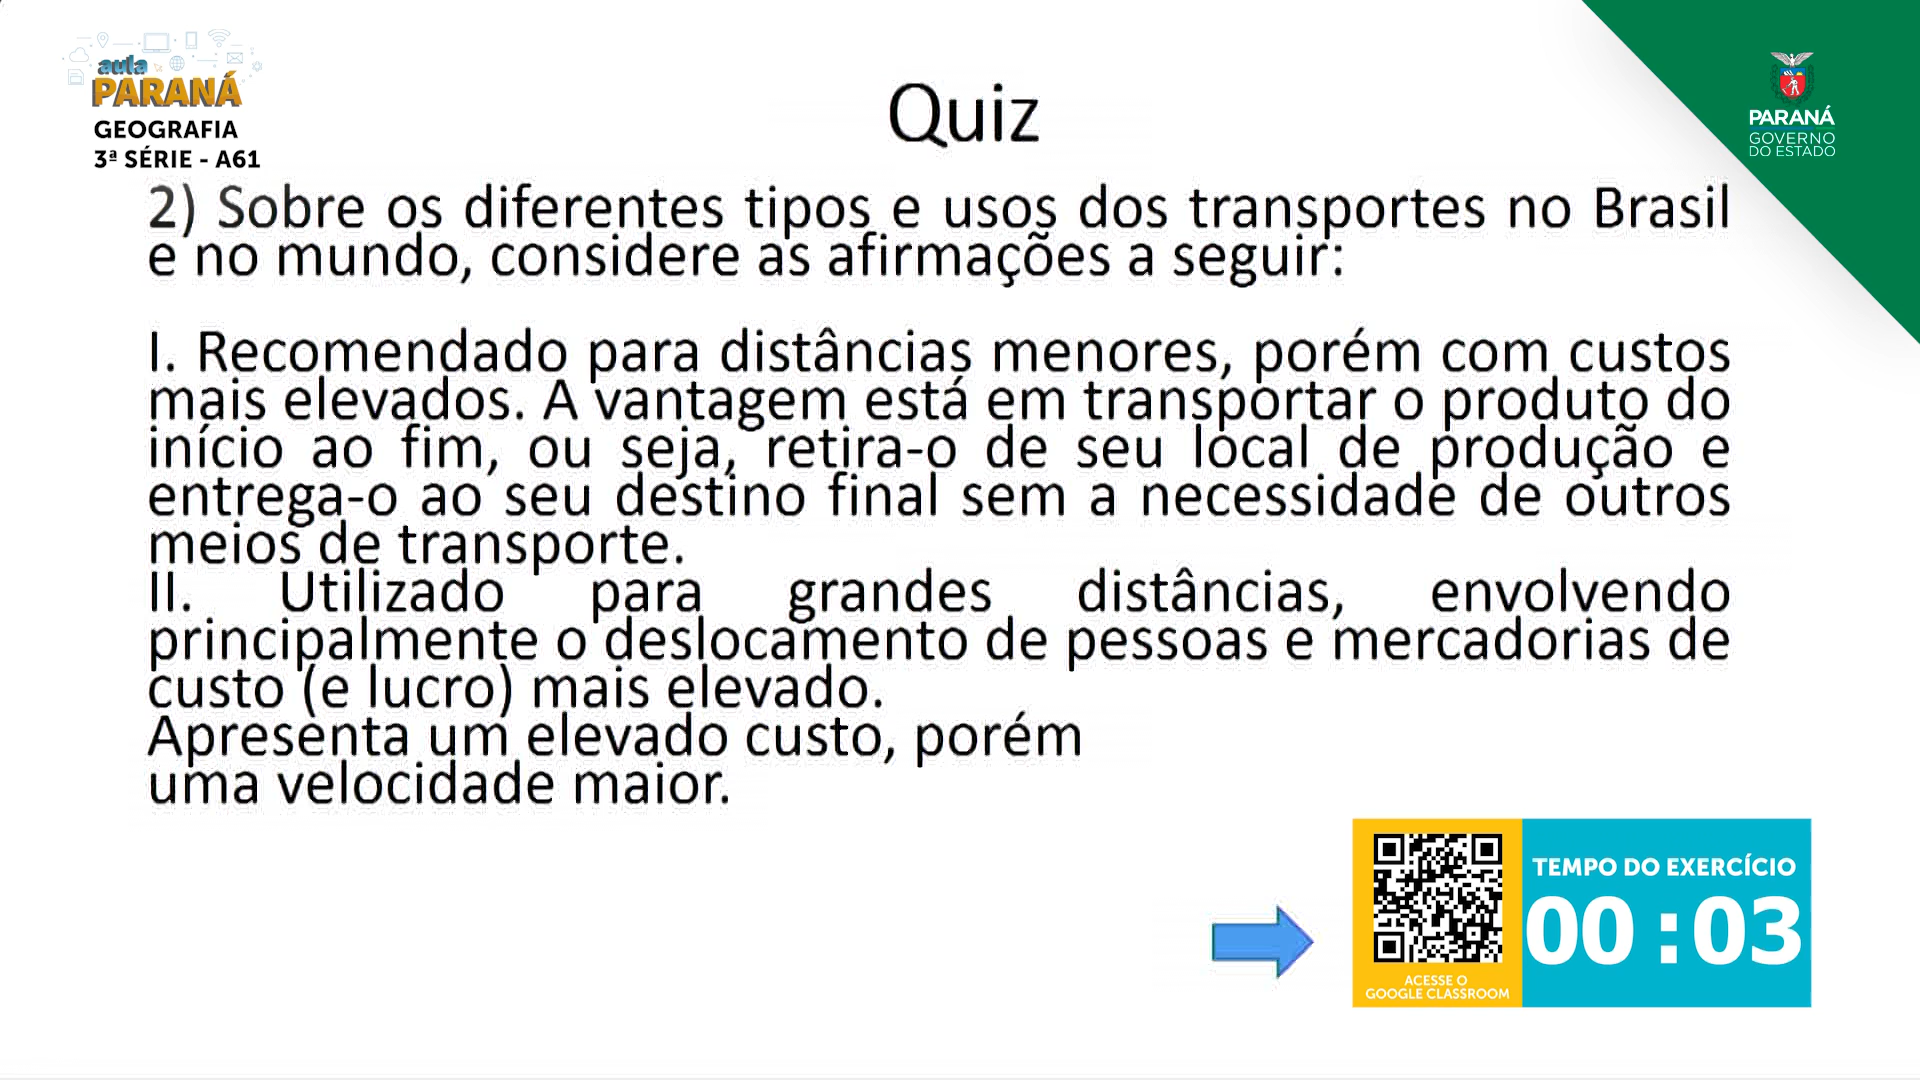 aula
PARANÁ
GEOGRAFIA
3ª SÉRIE - A61
Quiz
PARANÁ
GOVERNO
DO ESTADO
2) Sobre os diferentes tipos e usos dos transportes no Brasil
e no mundo, considere as afirmações a seguir:
I. Recomendado para distâncias menores, porém com custos
mais elevados. A vantagem está em transportar o produto do
início ao fim, ou seja, retira-o de seu local de produção e
entrega-o ao seu destino final sem a necessidade de outros
meios de transporte.
II. Utilizado para grandes distâncias, envolvendo
principalmente o deslocamento de pessoas e mercadorias de
custo (e lucro) mais elevado.
Apresenta um elevado custo, porém
uma velocidade maior.
ACESSE O
GOOGLE CLASSROOM
TEMPO DO EXERCÍCIO
00:03